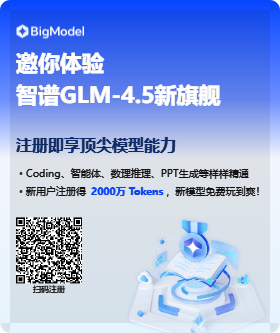 BigModel
邀你体验
智谱GLM-4.5新旗舰
注册即享顶尖模型能力
· Coding、智能体、数理推理、PPT生成等样样精通
· 新用户注册得 2000万 Tokens，新模型免费玩到爽！
扫码注册